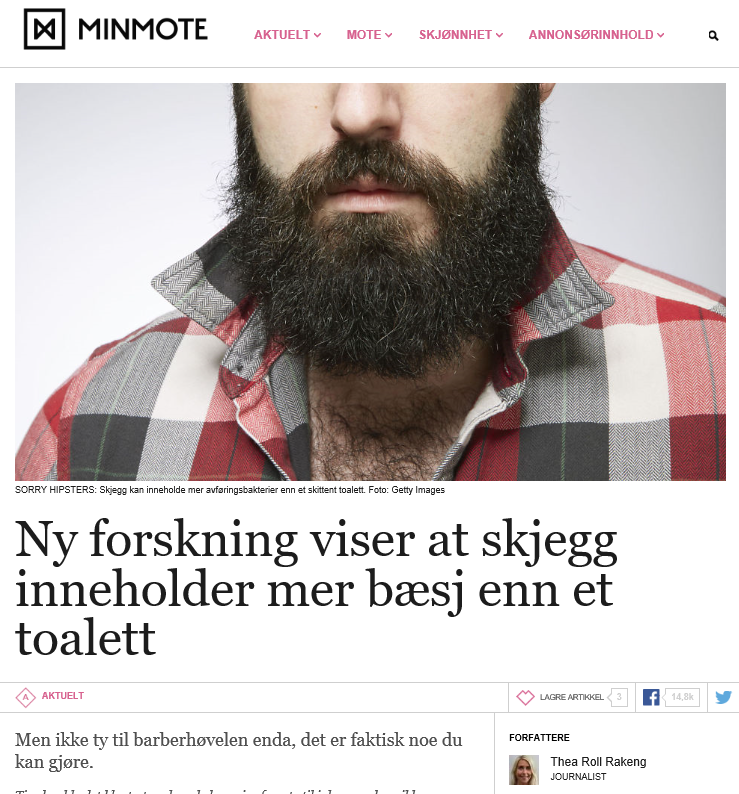 MINMOTE
AKTUELT MOTE SKJØNNHET ANNONSØRINNHOLD
SORRY HIPSTERS: Skjegg kan inneholde mer avføringsbakterier enn et skittent toalett. Foto: Getty Images
Ny forskning viser at skjegg
inneholder mer bæsj enn et
toalett
A AKTUELT
LAGRE ARTIKKEL 3
14,8k
Men ikke ty til barberhøvelen enda, det er faktisk noe du
kan gjøre.
FORFATTERE
Thea Roll Rakeng
JOURNALIST